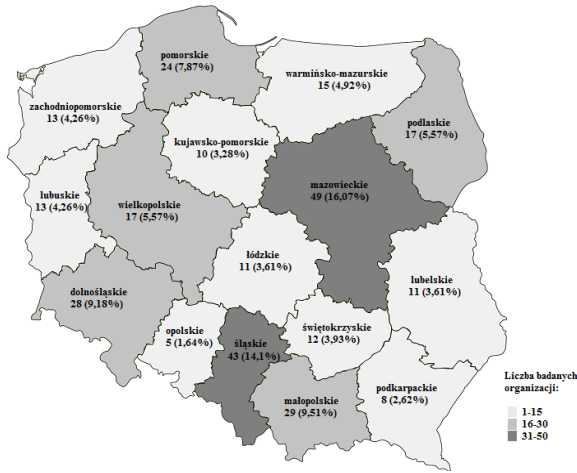 pomorskie
24 (7,87%)
warmińsko-mazurskie
15 (4,92%)
zachodniopomorskie
13 (4,26%)
podlaskie
17 (5,57%)
kujawsko-pomorskie
10 (3,28%)
mazowieckie
49 (16,07%)
lubuskie
13 (4,26%)
wielkopolskie
17 (5,57%)
łódzkie
11 (3,61%)
lubelskie
11 (3,61%)
dolnośląskie
28 (9,18%)
opolskie
5 (1,64%)
śląskie
43 (14,1%)
świętokrzyskie
12 (3,93%)
małopolskie
29 (9,51%)
podkarpackie
8 (2,62%)
Liczba badanych
organizacji:
1-15
16-30
31-50